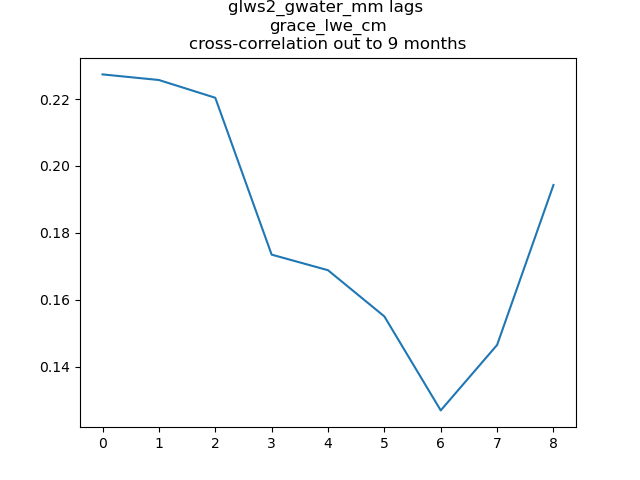 glws2_gwater_mm lags
grace_lwe_cm
cross-correlation out to 9 months
0.22
0.20
0.18
0.16
0.14
0 1 2 3 4 5 6 7 8